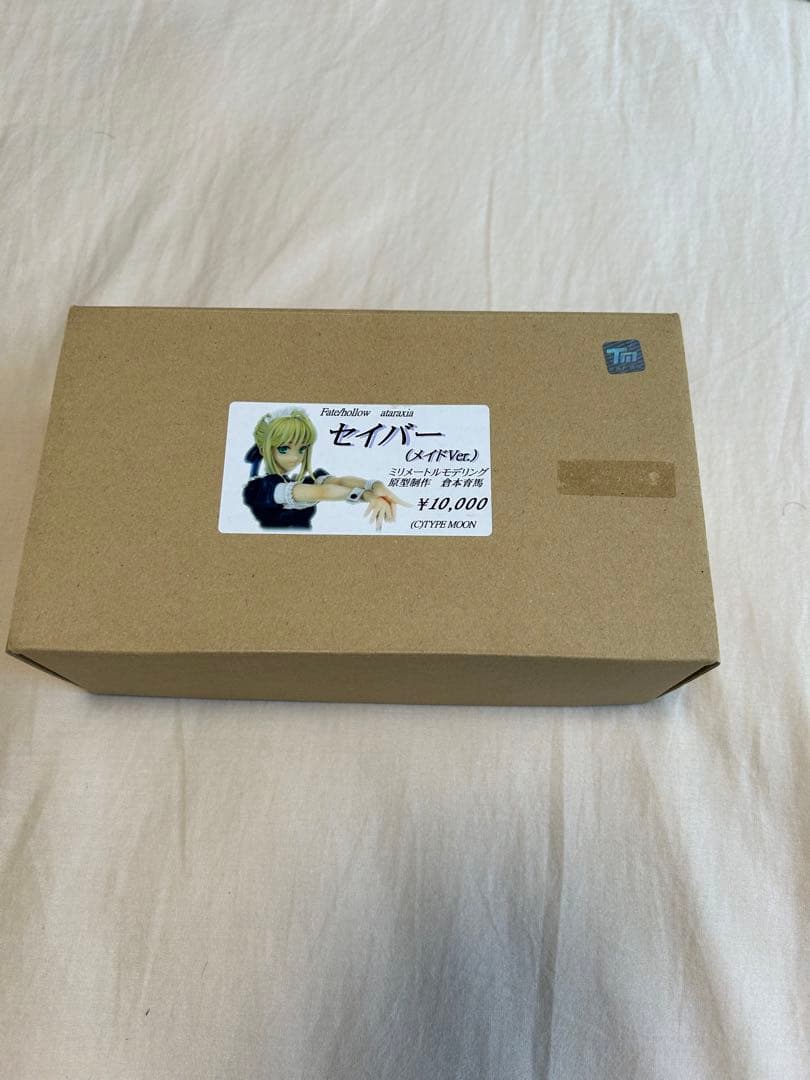 Fate/hollow ataraxia
セイバー
(メイドVer.)
ミリメートルモデリング
原型制作 倉本育馬
¥10,000
(C)TYPE MOON
TM